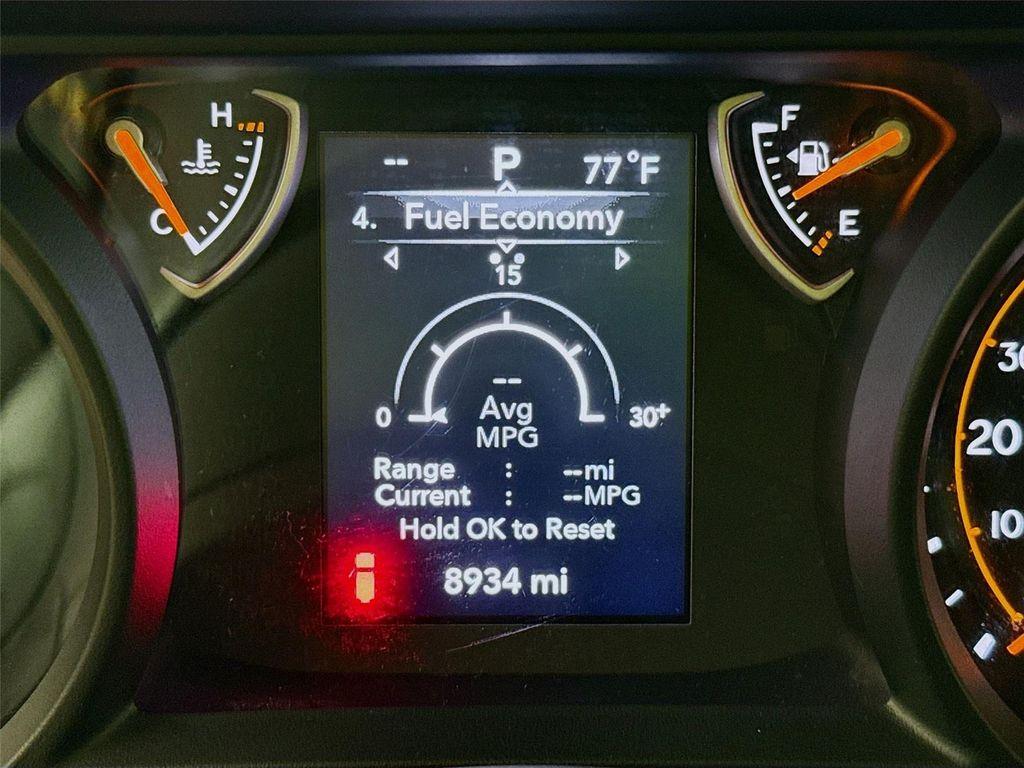 H
C
F
E
-- P 77°F
4. Fuel Economy
15
0 30+
--
Avg
MPG
Range : --mi
Current : --MPG
Hold OK to Reset
8934 mi
30
20
10